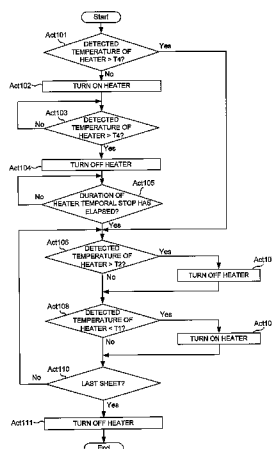 Start
Act101
DETECTED
TEMPERATURE OF
HEATER > T4?
Yes
No
Act102
TURN ON HEATER
Act103
DETECTED
TEMPERATURE OF
HEATER > T4?
No
Yes
Act104
TURN OFF HEATER
Act105
DURATION OF
HEATER TEMPORAL STOP HAS
ELAPSED?
No
Yes
Act106
DETECTED
TEMPERATURE OF
HEATER > T2?
Yes
Act10
No
TURN OFF HEATER
Act108
DETECTED
TEMPERATURE OF
HEATER < T1?
Yes
Act10
No
TURN ON HEATER
Act110
LAST SHEET?
No
Yes
Act111
TURN OFF HEATER
End